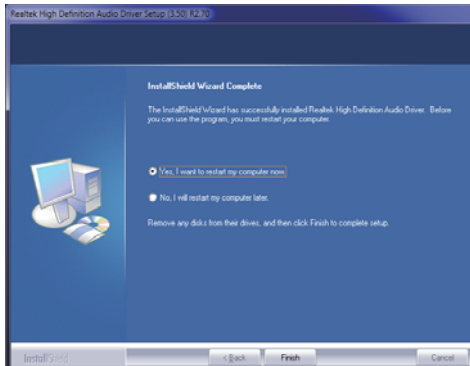 Realtek High Definition Audio Driver Setup (3.50) R2.70
InstallShield Wizard Complete
The InstallShield Wizard has successfully installed Realtek High Definition Audio Driver. Before
you can use the program, you must restart your computer.
Yes, I want to restart my computer now.
No, I will restart my computer later.
Remove any disks from their drives, and then click Finish to complete setup.
InstallShield
< Back
Finish
Cancel